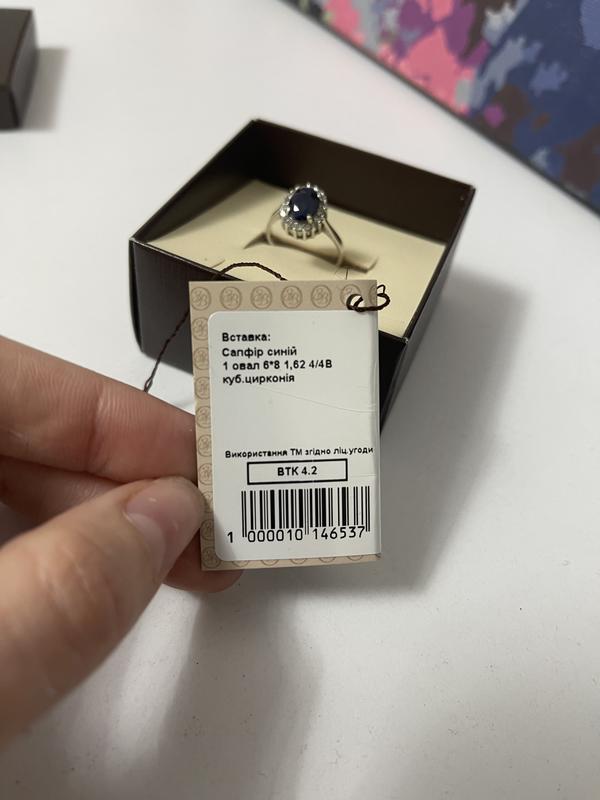 Вставка:
Сапфір синій
1 овал 6*8 1,62 4/4В
куб.цирконія
Використання ТМ згідно ліц.угоди
ВТК 4.2
1 000010 146537